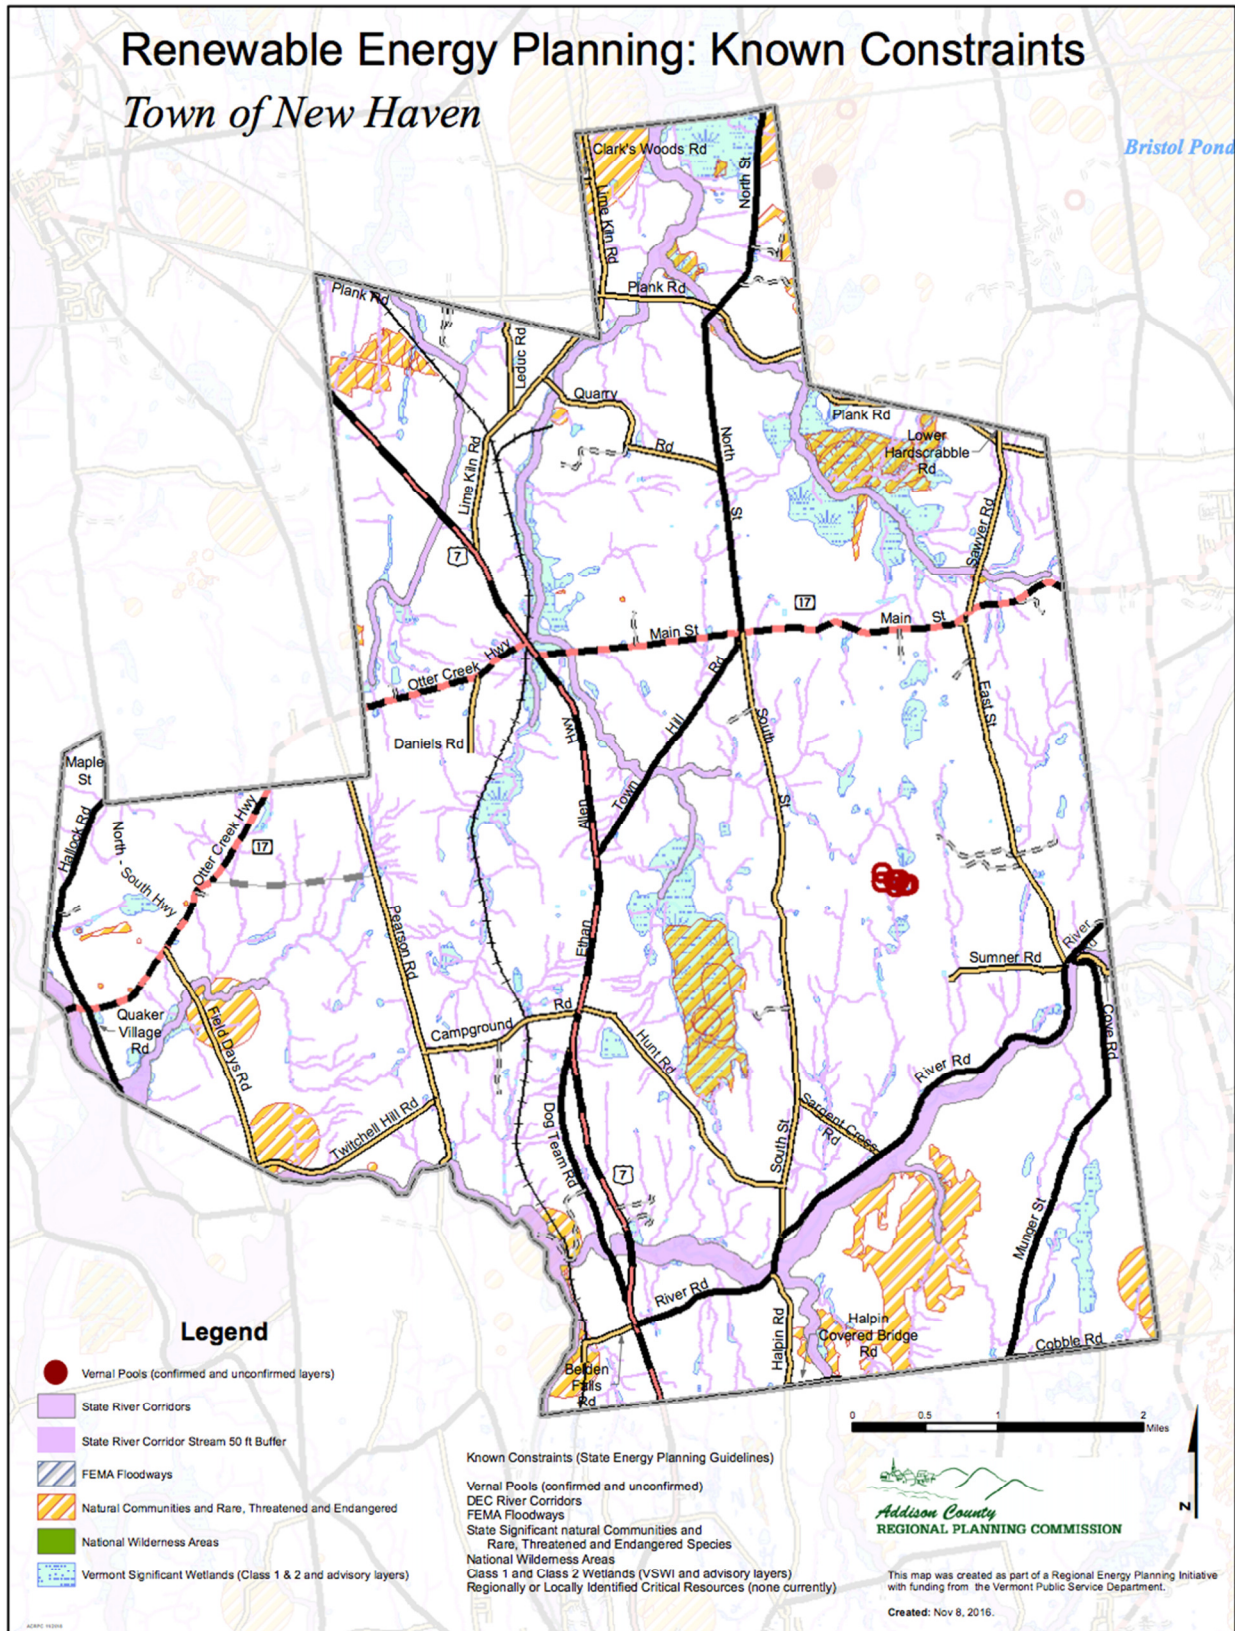 Renewable Energy Planning: Known Constraints
Town of New Haven
Bristol Pond
Clark's Woods Rd
North St
Lime Kiln Rd
Plank Rd
Plank Rd
Leduc Rd
Quarry
Rd
Plank Rd
Lower
Hardscrabble
Rd
North
St
Lime Kiln Rd
Sawyer Rd
7
17
Main St
Main St
Otter Creek Hwy
Rd
Hill
Town
Daniels Rd
Hwy
Allen
Ethan
South
St
East St
Maple
St
Hallock Rd
North - South Hwy
Otter Creek Hwy
17
Pearson Rd
Sumner Rd
River
Rd
Cove Rd
Quaker
Village
Rd
Field Days Rd
Campground
Rd
Hunt Rd
River Rd
Twitchell Hill Rd
Dog Team Rd
Sargent Cross
Rd
South St
7
Munger St
River Rd
Halpin Rd
Halpin
Covered Bridge
Rd
Cobble Rd
Belden
Falls
Rd
Legend
Vernal Pools (confirmed and unconfirmed layers)
State River Corridors
State River Corridor Stream 50 ft Buffer
FEMA Floodways
Natural Communities and Rare, Threatened and Endangered
National Wilderness Areas
Vermont Significant Wetlands (Class 1 & 2 and advisory layers)
Known Constraints (State Energy Planning Guidelines)
Vernal Pools (confirmed and unconfirmed)
DEC River Corridors
FEMA Floodways
State Significant natural Communities and
Rare, Threatened and Endangered Species
National Wilderness Areas
Class 1 and Class 2 Wetlands (VSWI and advisory layers)
Regionally or Locally Identified Critical Resources (none currently)
0 0.5 1 2
Miles
N
Addison County
REGIONAL PLANNING COMMISSION
This map was created as part of a Regional Energy Planning Initiative
with funting from the Vermont Public Service Department.
Created: Nov 8, 2016.